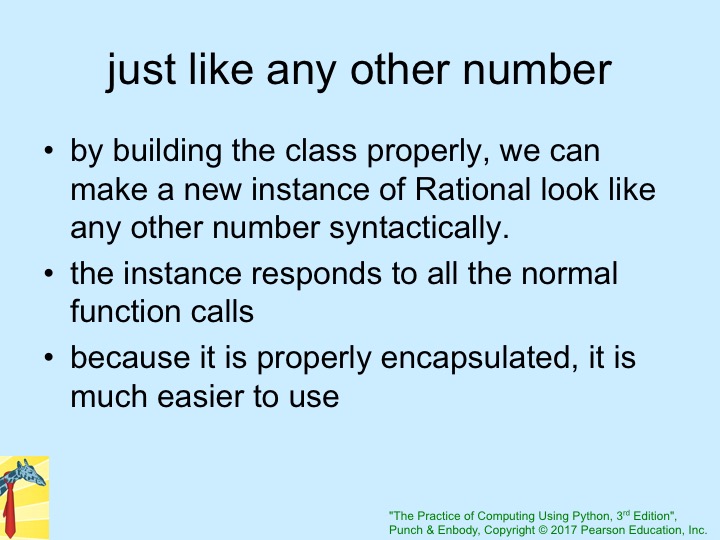 just like any other number
• by building the class properly, we can
make a new instance of Rational look like
any other number syntactically.
• the instance responds to all the normal
function calls
• because it is properly encapsulated, it is
much easier to use
"The Practice of Computing Using Python, 3rd Edition",
Punch & Enbody, Copyright © 2017 Pearson Education, Inc.